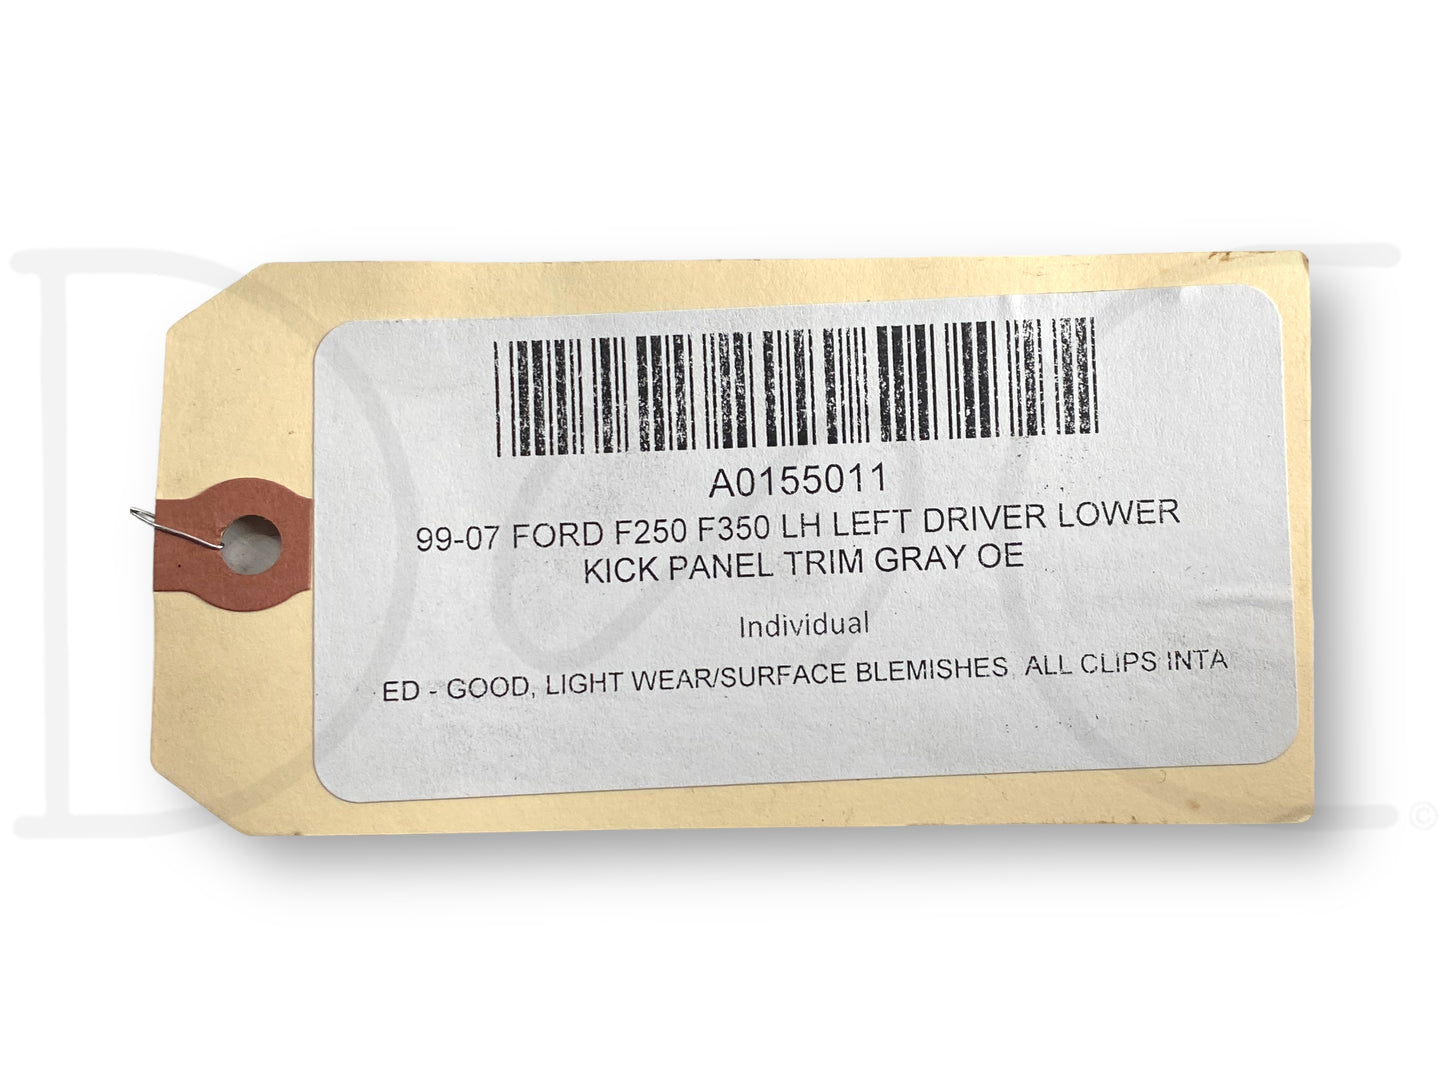 A0155011
99-07 FORD F250 F350 LH LEFT DRIVER LOWER
KICK PANEL TRIM GRAY OE
Individual
ED - GOOD, LIGHT WEAR/SURFACE BLEMISHES, ALL CLIPS INTA
©